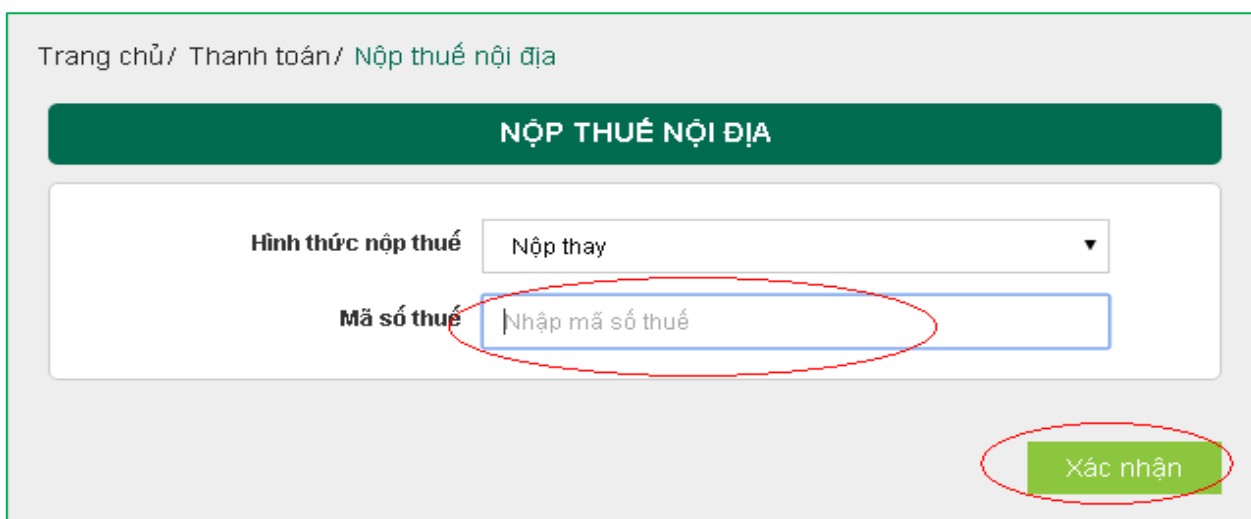 Trang chủ/ Thanh toán/ Nộp thuế nội địa
NỘP THUẾ NỘI ĐỊA
Hình thức nộp thuế Nộp thay
Mã số thuế Nhập mã số thuế
Xác nhận